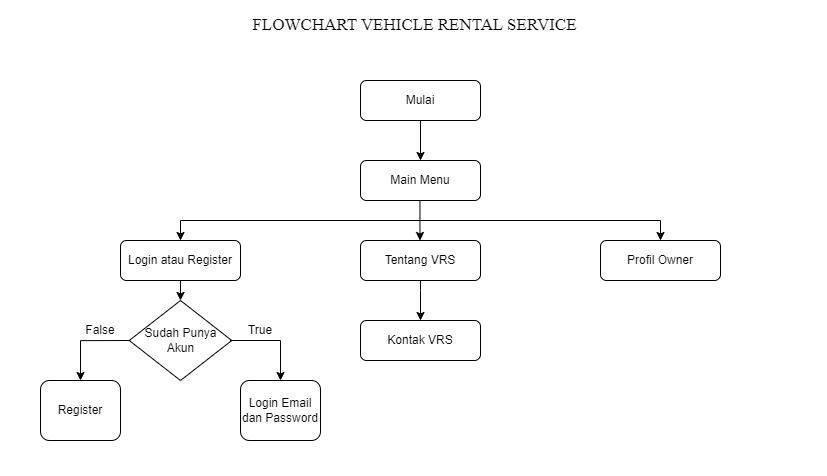 FLOWCHART VEHICLE RENTAL SERVICE
Mulai
Main Menu
Login atau Register
Tentang VRS
Profil Owner
False
Sudah Punya
Akun
True
Kontak VRS
Register
Login Email
dan Password